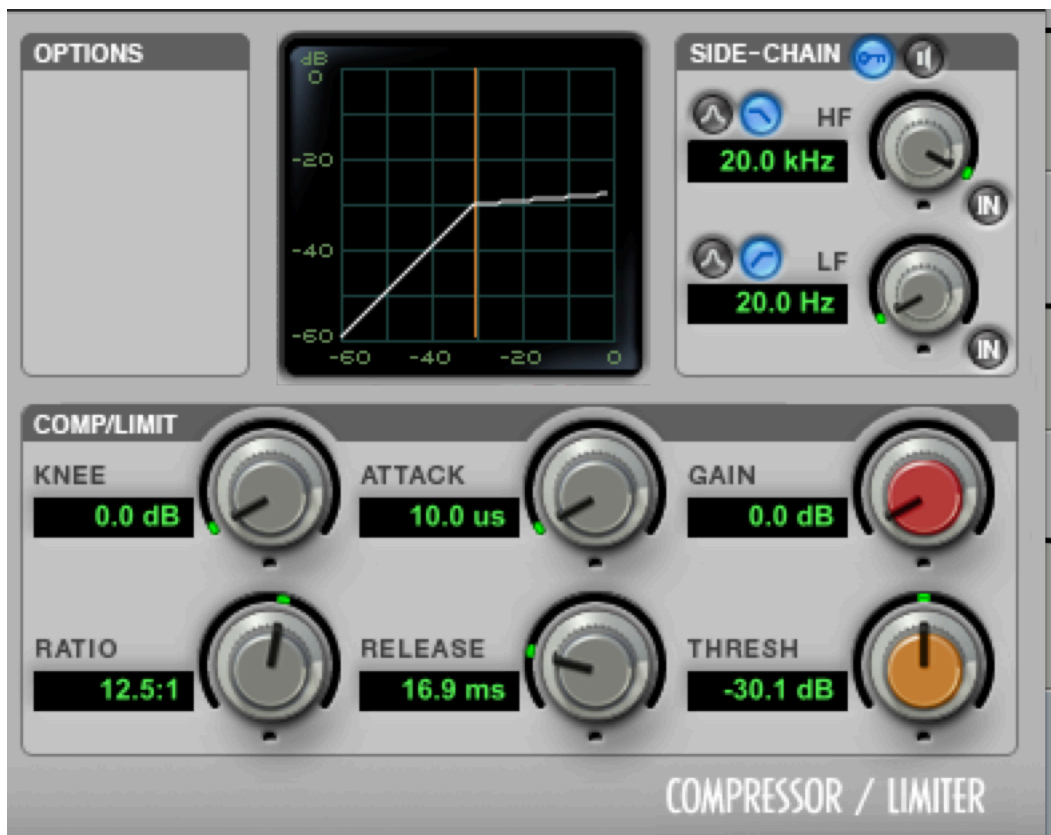 OPTIONS
dB
0
-20
-40
-60
-60 -40 -20 0
SIDE-CHAIN
HF
20.0 kHz
IN
LF
20.0 Hz
IN
COMP/LIMIT
KNEE
0.0 dB
ATTACK
10.0 us
GAIN
0.0 dB
RATIO
12.5:1
RELEASE
16.9 ms
THRESH
-30.1 dB
COMPRESSOR / LIMITER